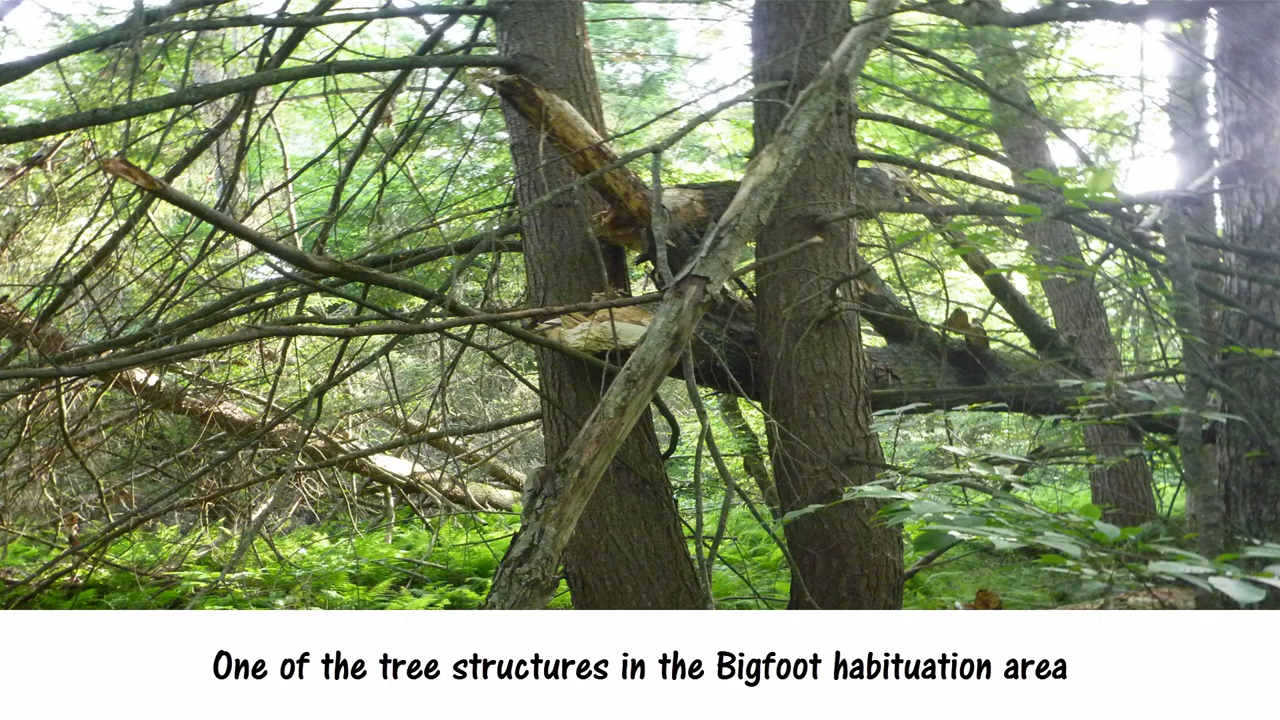 One of the tree structures in the Bigfoot habituation area